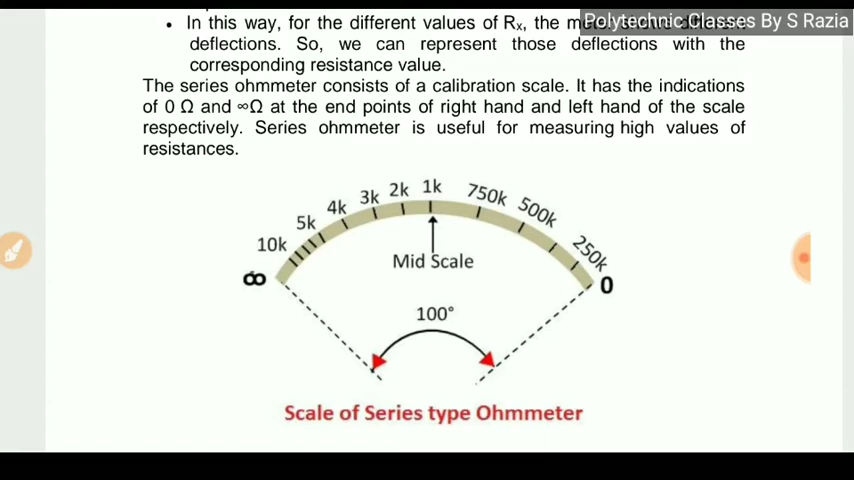 • In this way, for the different values of Rx, the
Polytechnic Classes By S Razia
deflections. So, we can represent those deflections with the
corresponding resistance value.
The series ohmmeter consists of a calibration scale. It has the indications
of 0 Ω and ∞Ω at the end points of right hand and left hand of the scale
respectively. Series ohmmeter is useful for measuring high values of
resistances.
∞ 10k 5k 4k 3k 2k 1k 750k 500k 250k 0
Mid Scale
100°
Scale of Series type Ohmmeter